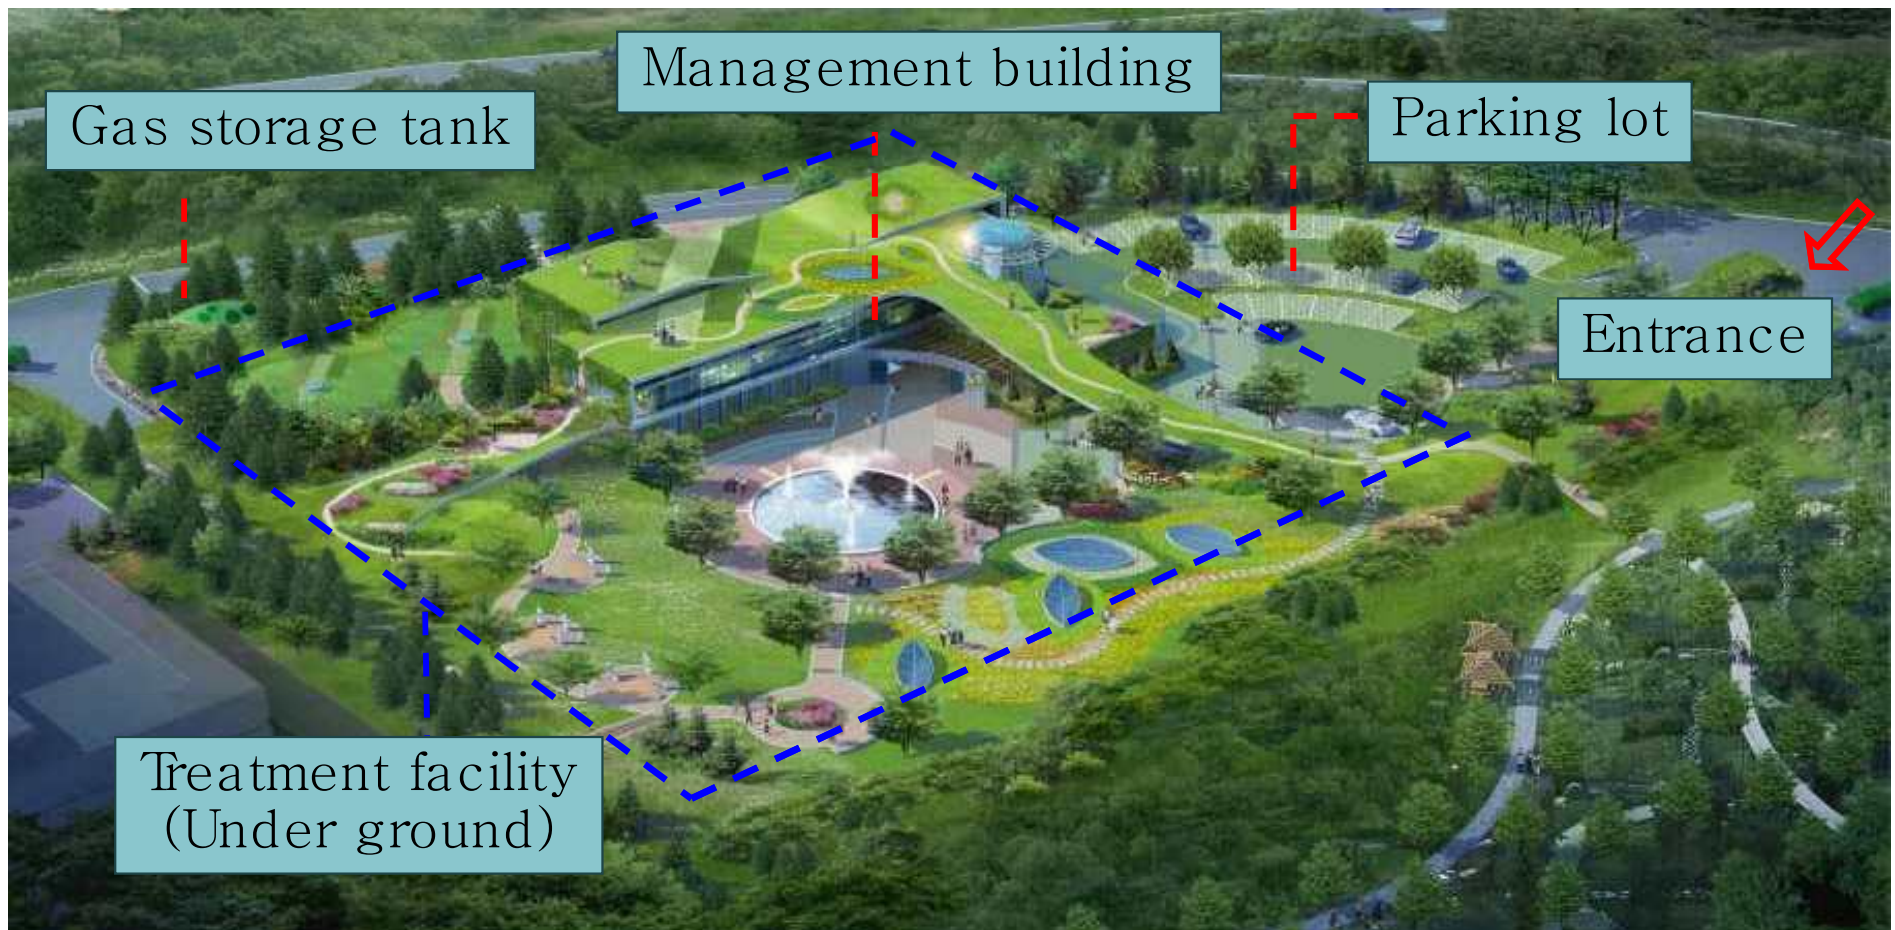 Management building
Gas storage tank
Parking lot
Entrance
Treatment facility
(Under ground)